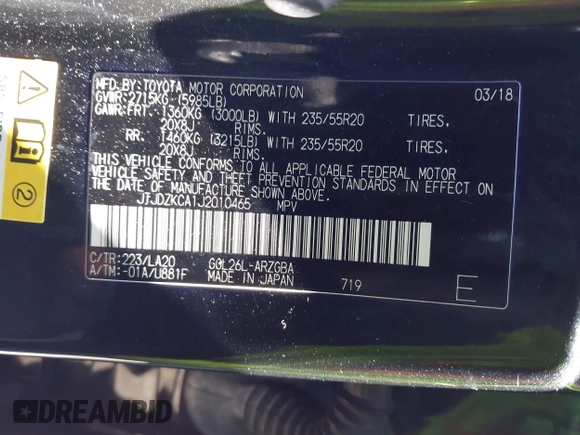 MFD. BY: TOYOTA MOTOR CORPORATION 03/18
GVWR: 2715KG (5985LB)
GAWR: FRT. 1360KG (3000LB) WITH 235/55R20 TIRES.
20X8J RIMS.
RR. 1460KG (3215LB) WITH 235/55R20 TIRES.
20X8J RIMS.
THIS VEHICLE CONFORMS TO ALL APPLICABLE FEDERAL MOTOR
VEHICLE SAFETY AND THEFT PREVENTION STANDARDS IN EFFECT ON
THE DATE OF MANUFACTURE SHOWN ABOVE.
JTJDZKCA1J2010465 MPV
C/TR: 223/LA20 GGL26L-ARZGBA
A/TM: -01A/U881F MADE IN JAPAN 719 E
2
DREAMBID